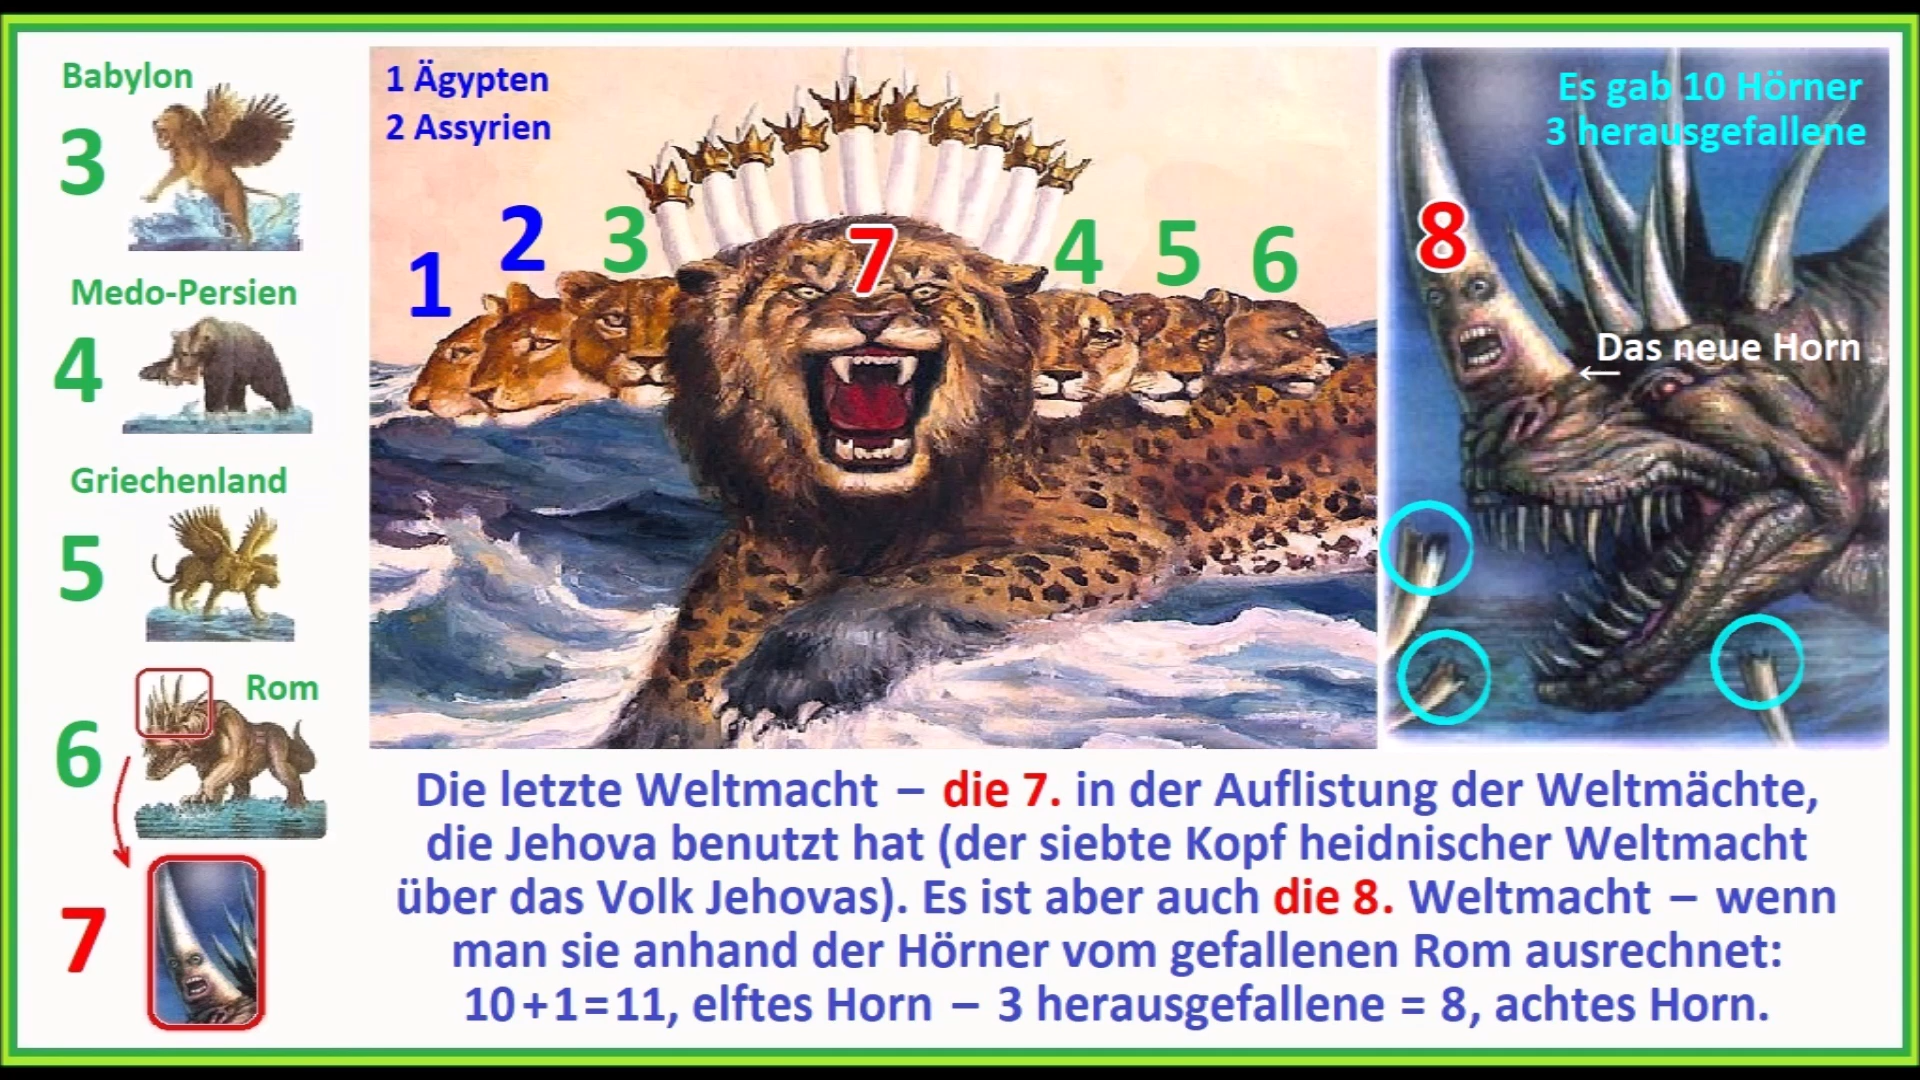 Babylon
3
Medo-Persien
4
Griechenland
5
Rom
6
7
1 Ägypten
2 Assyrien
1 2 3 7 4 5 6
Es gab 10 Hörner
3 herausgefallene
8
Das neue Horn
←
Die letzte Weltmacht – die 7. in der Auflistung der Weltmächte,
die Jehova benutzt hat (der siebte Kopf heidnischer Weltmacht
über das Volk Jehovas). Es ist aber auch die 8. Weltmacht – wenn
man sie anhand der Hörner vom gefallenen Rom ausrechnet:
10+1=11, elftes Horn – 3 herausgefallene = 8, achtes Horn.